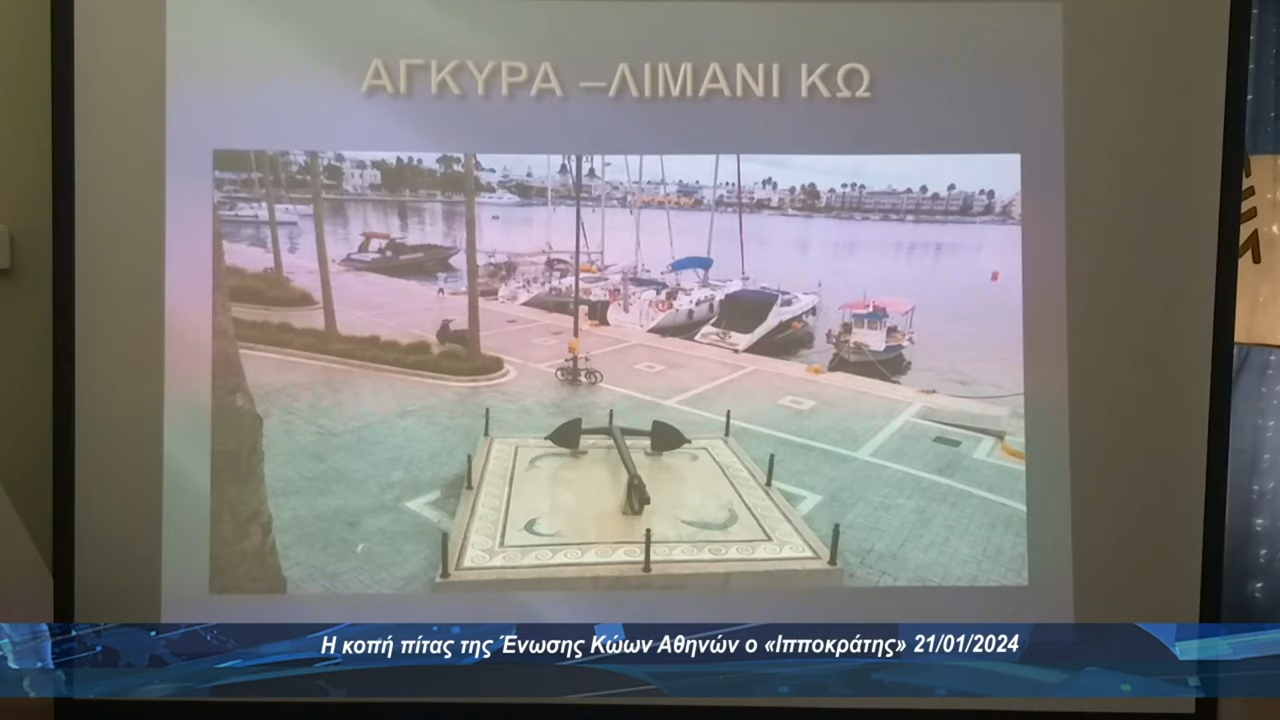 ΑΓΚΥΡΑ –ΛΙΜΑΝΙ ΚΩ
Η κοπή πίτας της Ένωσης Κώων Αθηνών ο «Ιπποκράτης» 21/01/2024